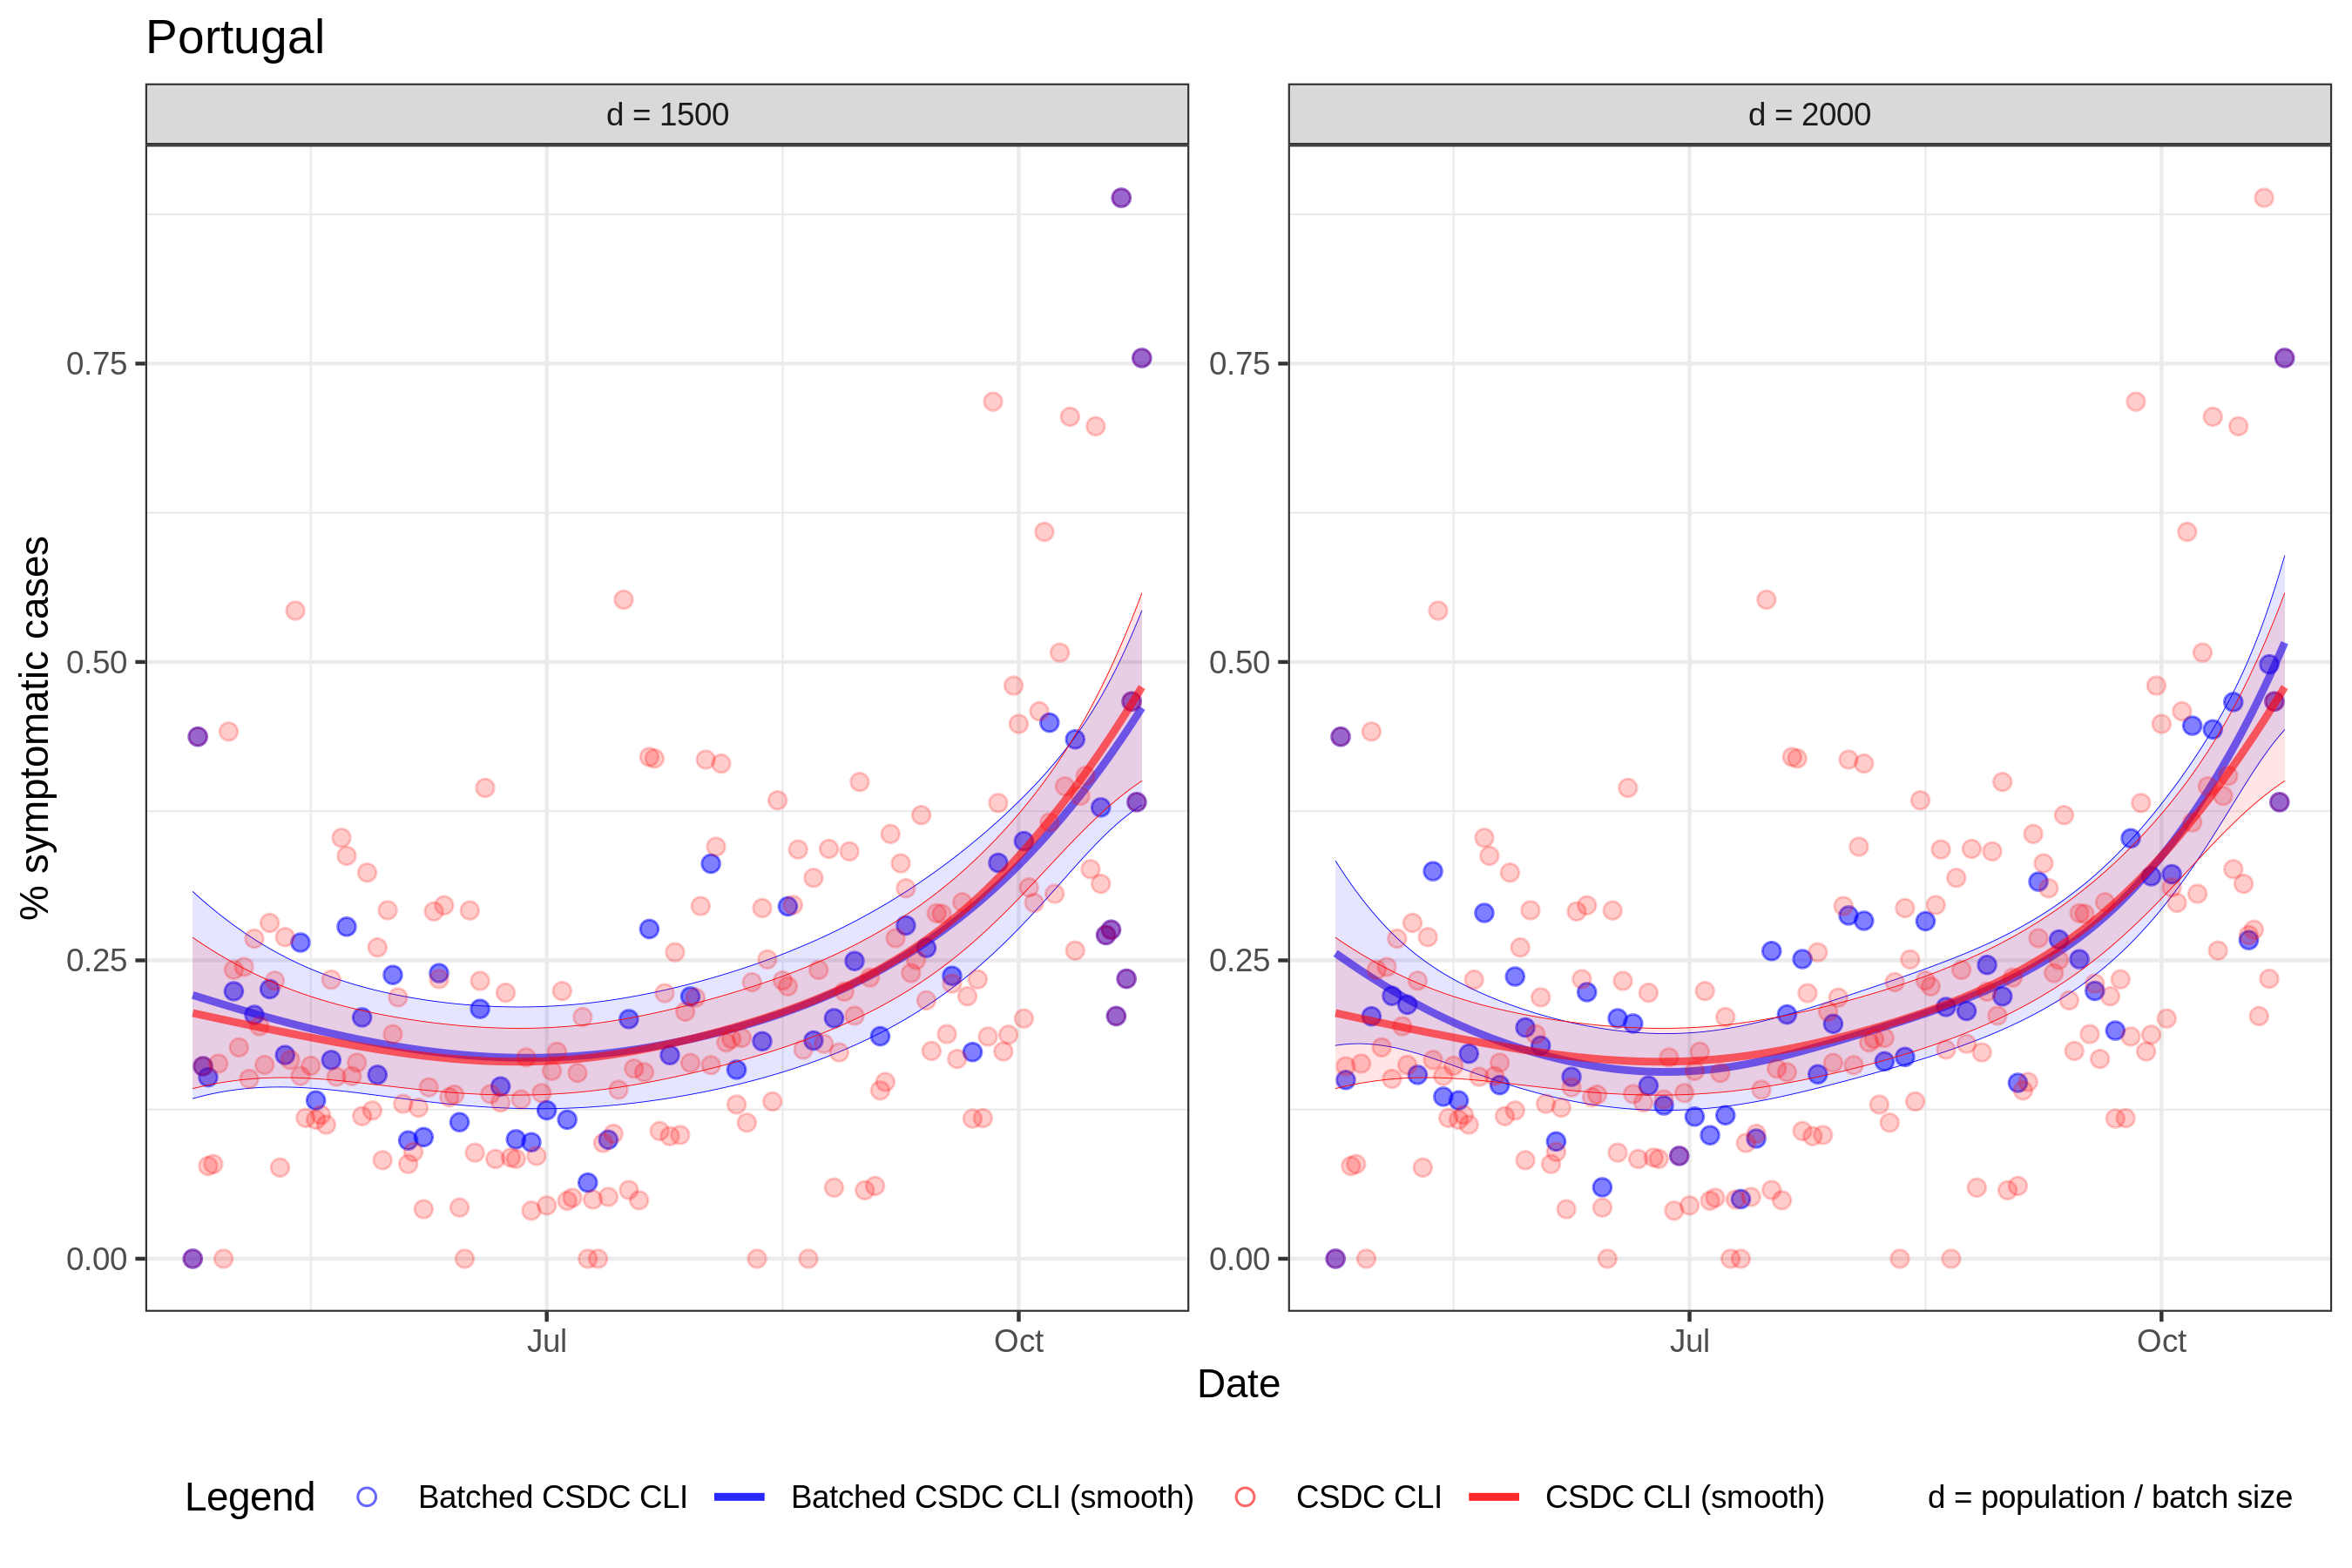 Portugal
d = 1500
d = 2000
% symptomatic cases
0.75
0.50
0.25
0.00
0.75
0.50
0.25
0.00
Jul
Oct
Jul
Oct
Date
Legend
Batched CSDC CLI
Batched CSDC CLI (smooth)
CSDC CLI
CSDC CLI (smooth)
d = population / batch size